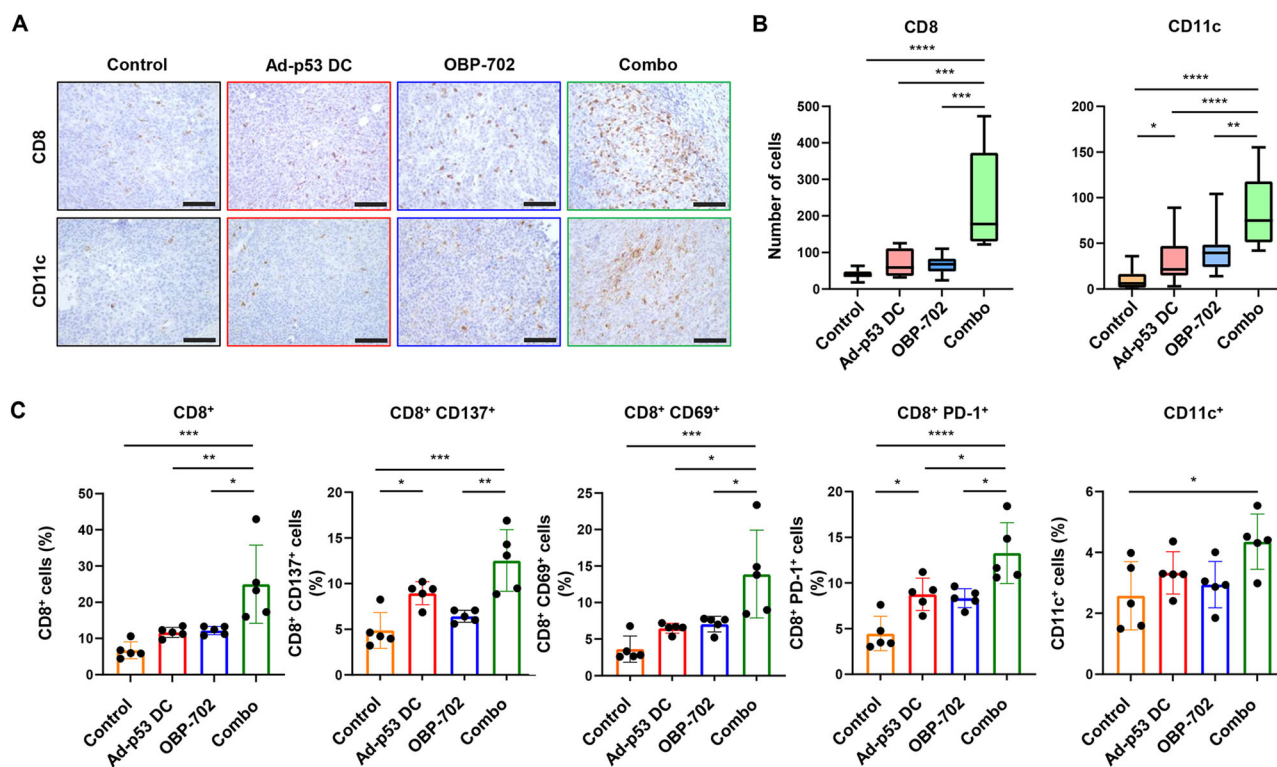 A
Control Ad-p53 DC OBP-702 Combo
CD8
CD11c
B
CD8
****
***
***
Number of cells
500
400
300
200
100
0
Control Ad-p53 DC OBP-702 Combo
CD11c
****
****
* **
200
150
100
50
0
Control Ad-p53 DC OBP-702 Combo
C
CD8⁺
***
**
*
CD8⁺ cells (%)
50
40
30
20
10
0
Control Ad-p53 DC OBP-702 Combo
CD8⁺ CD137⁺
***
* **
CD8⁺ CD137⁺ cells
(%)
20
15
10
5
0
Control Ad-p53 DC OBP-702 Combo
CD8⁺ CD69⁺
***
*
*
CD8⁺ CD69⁺ cells
(%)
25
20
15
10
5
0
Control Ad-p53 DC OBP-702 Combo
CD8⁺ PD-1⁺
****
*
* *
CD8⁺ PD-1⁺ cells
(%)
20
15
10
5
0
Control Ad-p53 DC OBP-702 Combo
CD11c⁺
*
CD11c⁺ cells (%)
6
4
2
0
Control Ad-p53 DC OBP-702 Combo